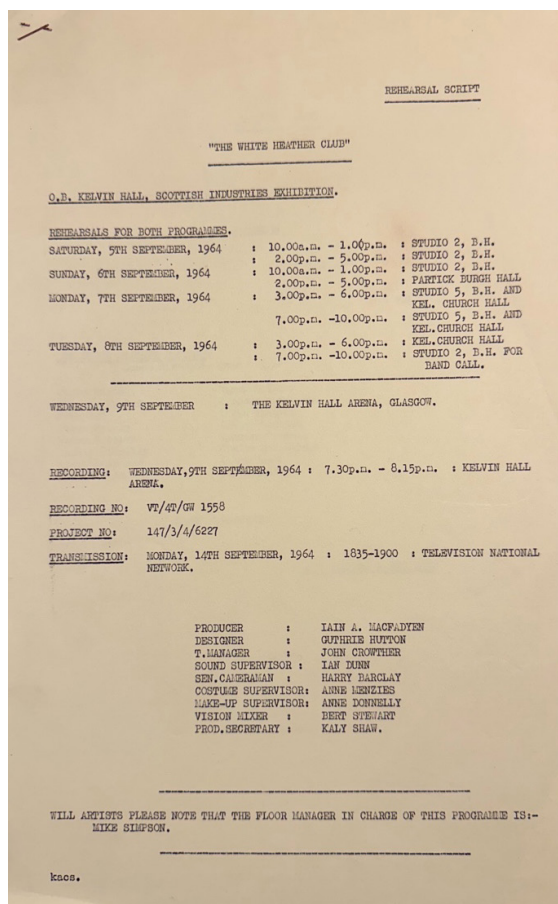 REHEARSAL SCRIPT
"THE WHITE HEATHER CLUB"
O.B. KELVIN HALL, SCOTTISH INDUSTRIES EXHIBITION.
REHEARSALS FOR BOTH PROGRAMMES.
SATURDAY, 5TH SEPTEMBER, 1964 : 10.00a.m. - 1.00p.m. : STUDIO 2, B.H.
: 2.00p.m. - 5.00p.m. : STUDIO 2, B.H.
SUNDAY, 6TH SEPTEMBER, 1964 : 10.00a.m. - 1.00p.m. : STUDIO 2, B.H.
2.00p.m. - 5.00p.m. : PARTICK BURGH HALL
MONDAY, 7TH SEPTEMBER, 1964 : 3.00p.m. - 6.00p.m. : STUDIO 5, B.H. AND
KEL. CHURCH HALL
7.00p.m. -10.00p.m. : STUDIO 5, B.H. AND
KEL.CHURCH HALL
TUESDAY, 8TH SEPTEMBER, 1964 : 3.00p.m. - 6.00p.m. : KEL.CHURCH HALL
: 7.00p.m. -10.00p.m. : STUDIO 2, B.H. FOR
BAND CALL.
WEDNESDAY, 9TH SEPTEMBER : THE KELVIN HALL ARENA, GLASGOW.
RECORDING: WEDNESDAY,9TH SEPTEMBER, 1964 : 7.30p.m. - 8.15p.m. : KELVIN HALL
ARENA.
RECORDING NO: VT/4T/GW 1558
PROJECT NO: 147/3/4/6227
TRANSMISSION: MONDAY, 14TH SEPTEMBER, 1964 : 1835-1900 : TELEVISION NATIONAL
NETWORK.
PRODUCER : IAIN A. MACFADYEN
DESIGNER : GUTHRIE HUTTON
T.MANAGER : JOHN CROWTHER
SOUND SUPERVISOR : IAN DUNN
SEN.CAMERAMAN : HARRY BARCLAY
COSTUME SUPERVISOR: ANNE MENZIES
MAKE-UP SUPERVISOR: ANNE DONNELLY
VISION MIXER : BERT STEWART
PROD.SECRETARY : KALY SHAW.
WILL ARTISTS PLEASE NOTE THAT THE FLOOR MANAGER IN CHARGE OF THIS PROGRAMME IS:-
MIKE SIMPSON.
kacs.